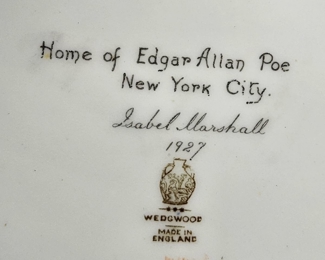 Home of Edgar Allan Poe
New York City.
Isabel Marshall
1927
WEDGWOOD
MADE IN
ENGLAND